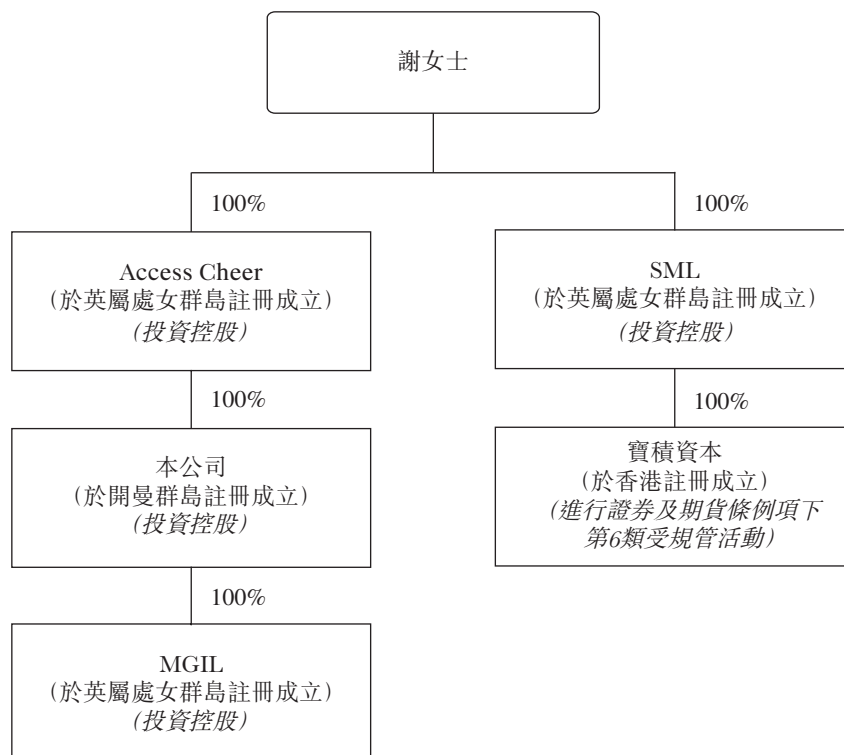 謝女士
100%
100%
Access Cheer
（於英屬處女群島註冊成立）
（投資控股）
SML
（於英屬處女群島註冊成立）
（投資控股）
100%
100%
本公司
（於開曼群島註冊成立）
（投資控股）
寶積資本
（於香港註冊成立）
（進行證券及期貨條例項下
第6類受規管活動）
100%
MGIL
（於英屬處女群島註冊成立）
（投資控股）